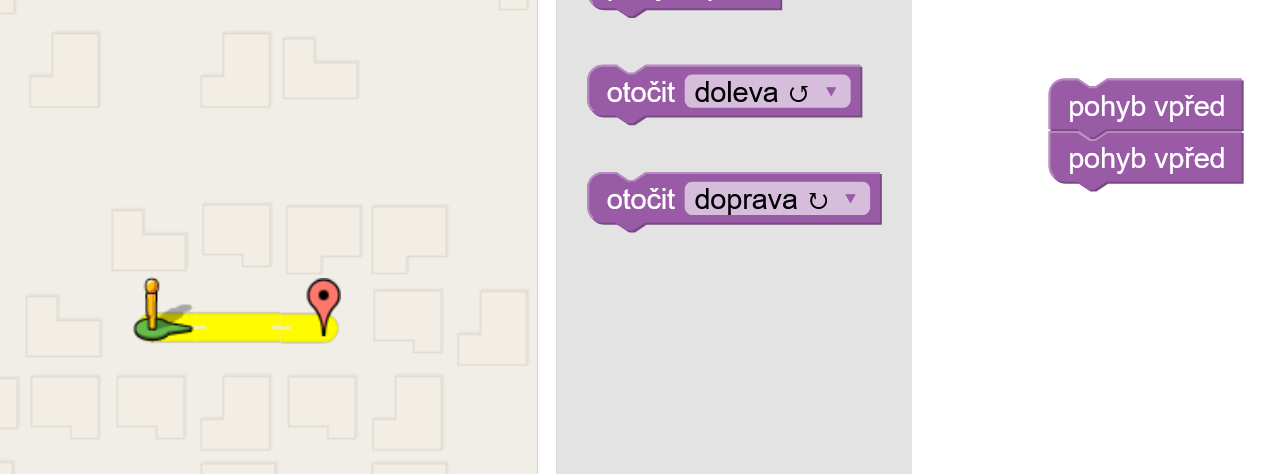 otočit doleva ↺ ▼
otočit doprava ↻ ▼
pohyb vpřed
pohyb vpřed